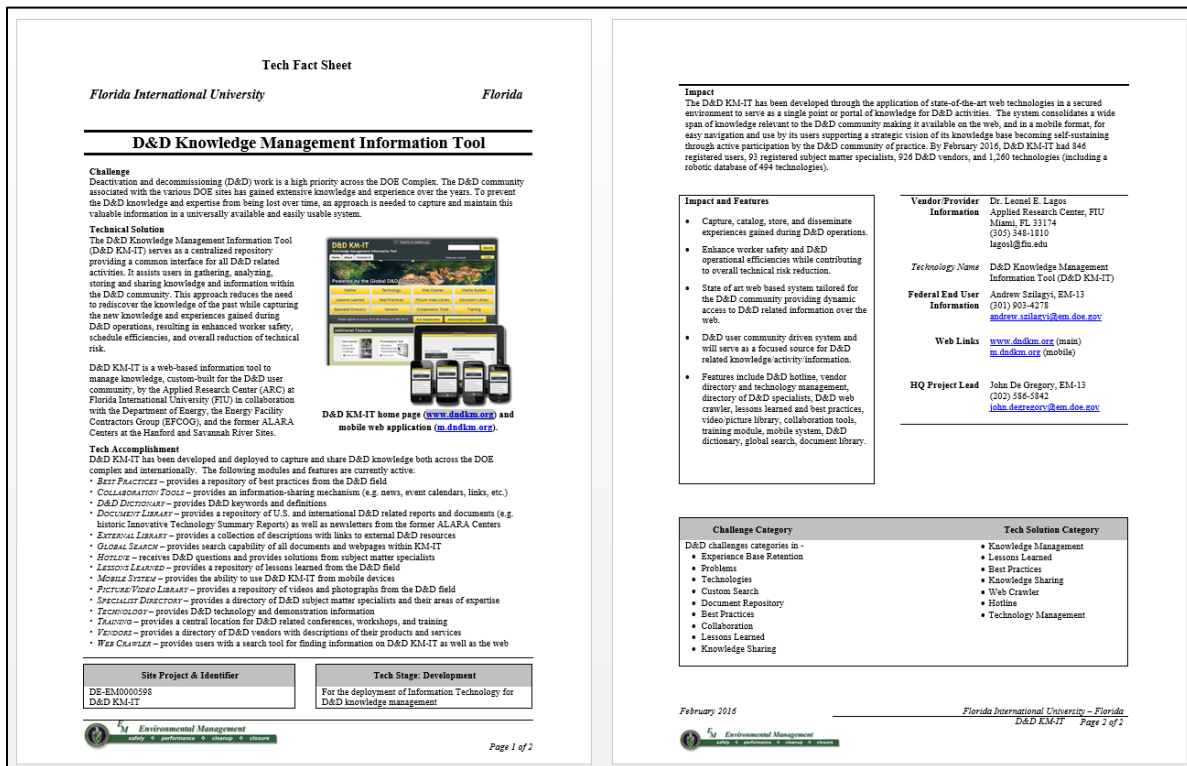 Tech Fact Sheet
Florida International University Florida
D&D Knowledge Management Information Tool
Challenge
Deactivation and decommissioning (D&D) work is a high priority across the DOE Complex. The D&D community
associated with the various DOE sites has gained extensive knowledge and experience over the years. To prevent
the D&D knowledge and expertise from being lost over time, an approach is needed to capture and maintain this
valuable information in a universally available and easily usable system.
Technical Solution
The D&D Knowledge Management Information Tool
(D&D KM-IT) serves as a centralized repository
providing a common interface for all D&D related
activities. It assists users in gathering, analyzing,
storing and sharing knowledge and information within
the D&D community. This approach reduces the need
to rediscover the knowledge of the past while capturing
the new knowledge and experiences gained during
D&D operations, resulting in enhanced worker safety,
schedule efficiencies, and overall reduction of technical
risk.
D&D KM-IT is a web-based information tool to
manage knowledge, custom-built for the D&D user
community, by the Applied Research Center (ARC) at
Florida International University (FIU) in collaboration
with the Department of Energy, the Energy Facility
Contractors Group (EFCOG), and the former ALARA
Centers at the Hanford and Savannah River Sites.
D&D KM-IT
Knowledge Management Information Tool
Home About Contact Us
Powered by the Global D&D
Hotline Technology Web Crawler Mobile System
Lessons Learned Best Practices Picture/Video Library Document Library
Specialist Directory Vendors Collaboration Tools Training
Additional Features
D&D KM-IT home page (www.dndkm.org) and
mobile web application (m.dndkm.org).
Tech Accomplishment
D&D KM-IT has been developed and deployed to capture and share D&D knowledge both across the DOE
complex and internationally. The following modules and features are currently active:
• BEST PRACTICES – provides a repository of best practices from the D&D field
• COLLABORATION TOOLS – provides an information-sharing mechanism (e.g. news, event calendars, links, etc.)
• D&D DICTIONARY – provides D&D keywords and definitions
• DOCUMENT LIBRARY – provides a repository of U.S. and international D&D related reports and documents (e.g.
historic Innovative Technology Summary Reports) as well as newsletters from the former ALARA Centers
• EXTERNAL LIBRARY – provides a collection of descriptions with links to external D&D resources
• GLOBAL SEARCH – provides search capability of all documents and webpages within KM-IT
• HOTLINE – receives D&D questions and provides solutions from subject matter specialists
• LESSONS LEARNED – provides a repository of lessons learned from the D&D field
• MOBILE SYSTEM – provides the ability to use D&D KM-IT from mobile devices
• PICTURE/VIDEO LIBRARY – provides a repository of videos and photographs from the D&D field
• SPECIALIST DIRECTORY – provides a directory of D&D subject matter specialists and their areas of expertise
• TECHNOLOGY – provides D&D technology and demonstration information
• TRAINING – provides a central location for D&D related conferences, workshops, and training
• VENDORS – provides a directory of D&D vendors with descriptions of their products and services
• WEB CRAWLER – provides users with a search tool for finding information on D&D KM-IT as well as the web
Site Project & Identifier
DE-EM0000598
D&D KM-IT
Tech Stage: Development
For the deployment of Information Technology for
D&D knowledge management
EM Environmental Management
safety ❖ performance ❖ cleanup ❖ closure
Page 1 of 2
Impact
The D&D KM-IT has been developed through the application of state-of-the-art web technologies in a secured
environment to serve as a single point or portal of knowledge for D&D activities. The system consolidates a wide
span of knowledge relevant to the D&D community making it available on the web, and in a mobile format, for
easy navigation and use by its users supporting a strategic vision of its knowledge base becoming self-sustaining
through active participation by the D&D community of practice. By February 2016, D&D KM-IT had 846
registered users, 93 registered subject matter specialists, 926 D&D vendors, and 1,260 technologies (including a
robotic database of 494 technologies).
Impact and Features
• Capture, catalog, store, and disseminate
experiences gained during D&D operations.
• Enhance worker safety and D&D
operational efficiencies while contributing
to overall technical risk reduction.
• State of art web based system tailored for
the D&D community providing dynamic
access to D&D related information over the
web.
• D&D user community driven system and
will serve as a focused source for D&D
related knowledge/activity/information.
• Features include D&D hotline, vendor
directory and technology management,
directory of D&D specialists, D&D web
crawler, lessons learned and best practices,
video/picture library, collaboration tools,
training module, mobile system, D&D
dictionary, global search, document library.
Vendor/Provider Dr. Leonel E. Lagos
Information Applied Research Center, FIU
Miami, FL 33174
(305) 348-1810
lagosl@fiu.edu
Technology Name D&D Knowledge Management
Information Tool (D&D KM-IT)
Federal End User Andrew Szilagyi, EM-13
Information (301) 903-4278
andrew.szilagyi@em.doe.gov
Web Links www.dndkm.org (main)
m.dndkm.org (mobile)
HQ Project Lead John De Gregory, EM-13
(202) 586-5842
john.degregory@em.doe.gov
Challenge Category
D&D challenges categories in -
• Experience Base Retention
• Problems
• Technologies
• Custom Search
• Document Repository
• Best Practices
• Collaboration
• Lessons Learned
• Knowledge Sharing
Tech Solution Category
• Knowledge Management
• Lessons Learned
• Best Practices
• Knowledge Sharing
• Web Crawler
• Hotline
• Technology Management
February 2016
Florida International University – Florida
D&D KM-IT Page 2 of 2
EM Environmental Management
safety ❖ performance ❖ cleanup ❖ closure